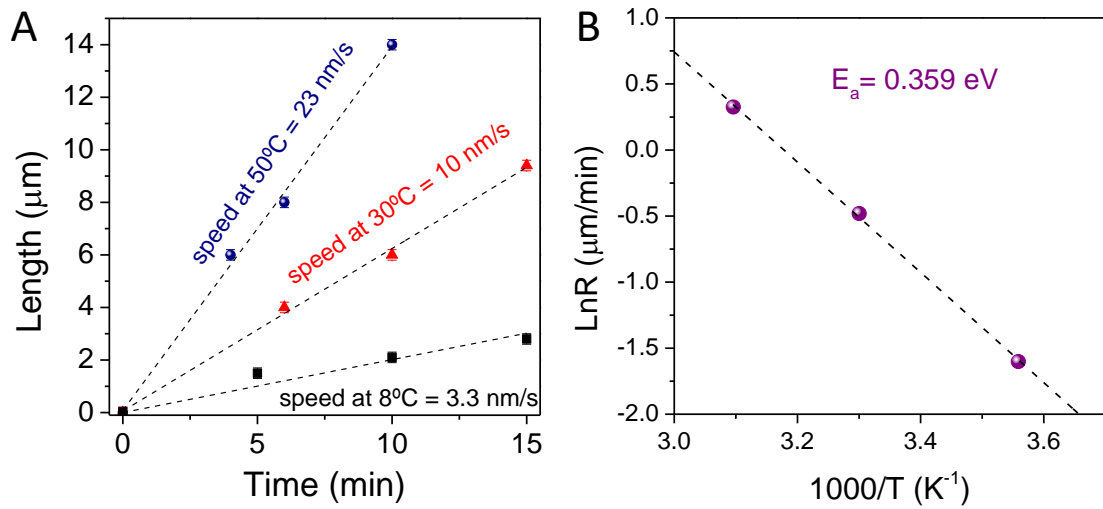 A
Length (μm)
14
12
10
8
6
4
2
0
speed at 50ºC = 23 nm/s
speed at 30ºC = 10 nm/s
speed at 8ºC = 3.3 nm/s
0
5
10
15
Time (min)
B
LnR (μm/min)
1.0
0.5
0.0
-0.5
-1.0
-1.5
-2.0
Ea= 0.359 eV
3.0
3.2
3.4
3.6
1000/T (K-1)